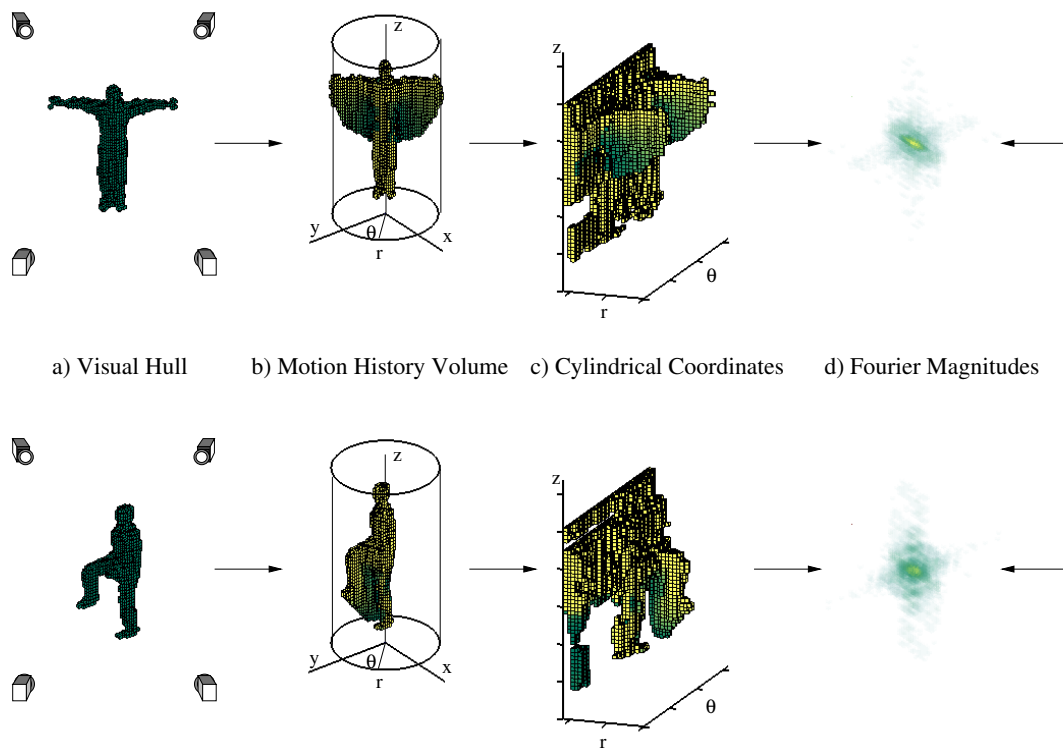 z
y
θ
x
r
z
θ
r
a) Visual Hull
b) Motion History Volume
c) Cylindrical Coordinates
d) Fourier Magnitudes
z
y
θ
x
r
z
θ
r